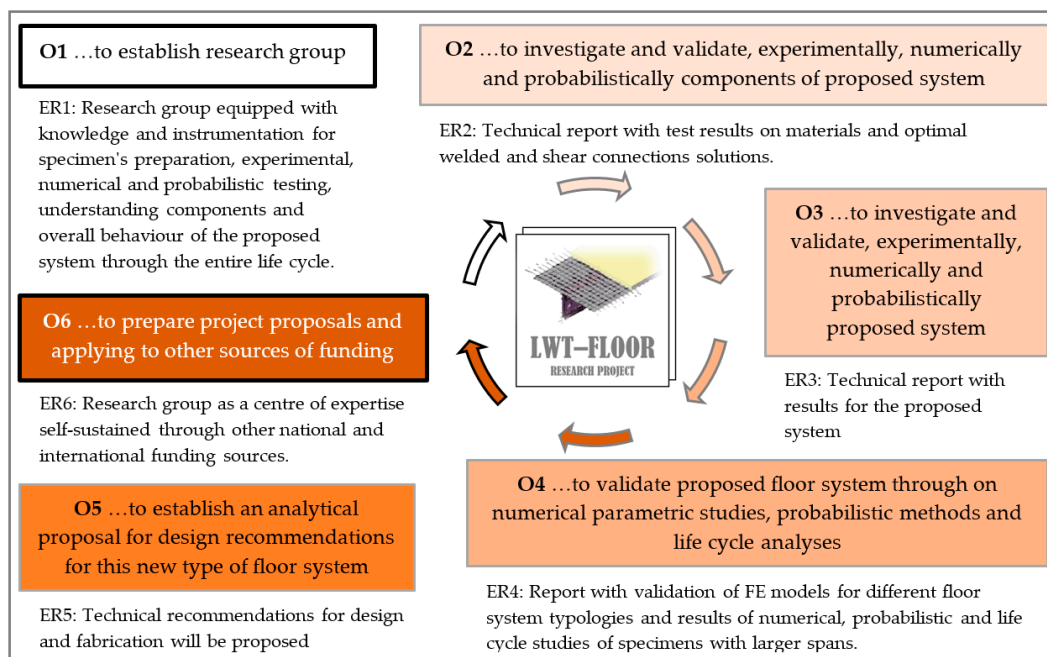 O1 …to establish research group
ER1: Research group equipped with
knowledge and instrumentation for
specimen's preparation, experimental,
numerical and probabilistic testing,
understanding components and
overall behaviour of the proposed
system through the entire life cycle.
O2 …to investigate and validate, experimentally, numerically
and probabilistically components of proposed system
ER2: Technical report with test results on materials and optimal
welded and shear connections solutions.
O3 …to investigate and
validate, experimentally,
numerically and
probabilistically
proposed system
ER3: Technical report with
results for the proposed
system
LWT–FLOOR
RESEARCH PROJECT
O4 …to validate proposed floor system through on
numerical parametric studies, probabilistic methods and
life cycle analyses
ER4: Report with validation of FE models for different floor
system typologies and results of numerical, probabilistic and life
cycle studies of specimens with larger spans.
O6 …to prepare project proposals and
applying to other sources of funding
ER6: Research group as a centre of expertise
self-sustained through other national and
international funding sources.
O5 …to establish an analytical
proposal for design recommendations
for this new type of floor system
ER5: Technical recommendations for design
and fabrication will be proposed